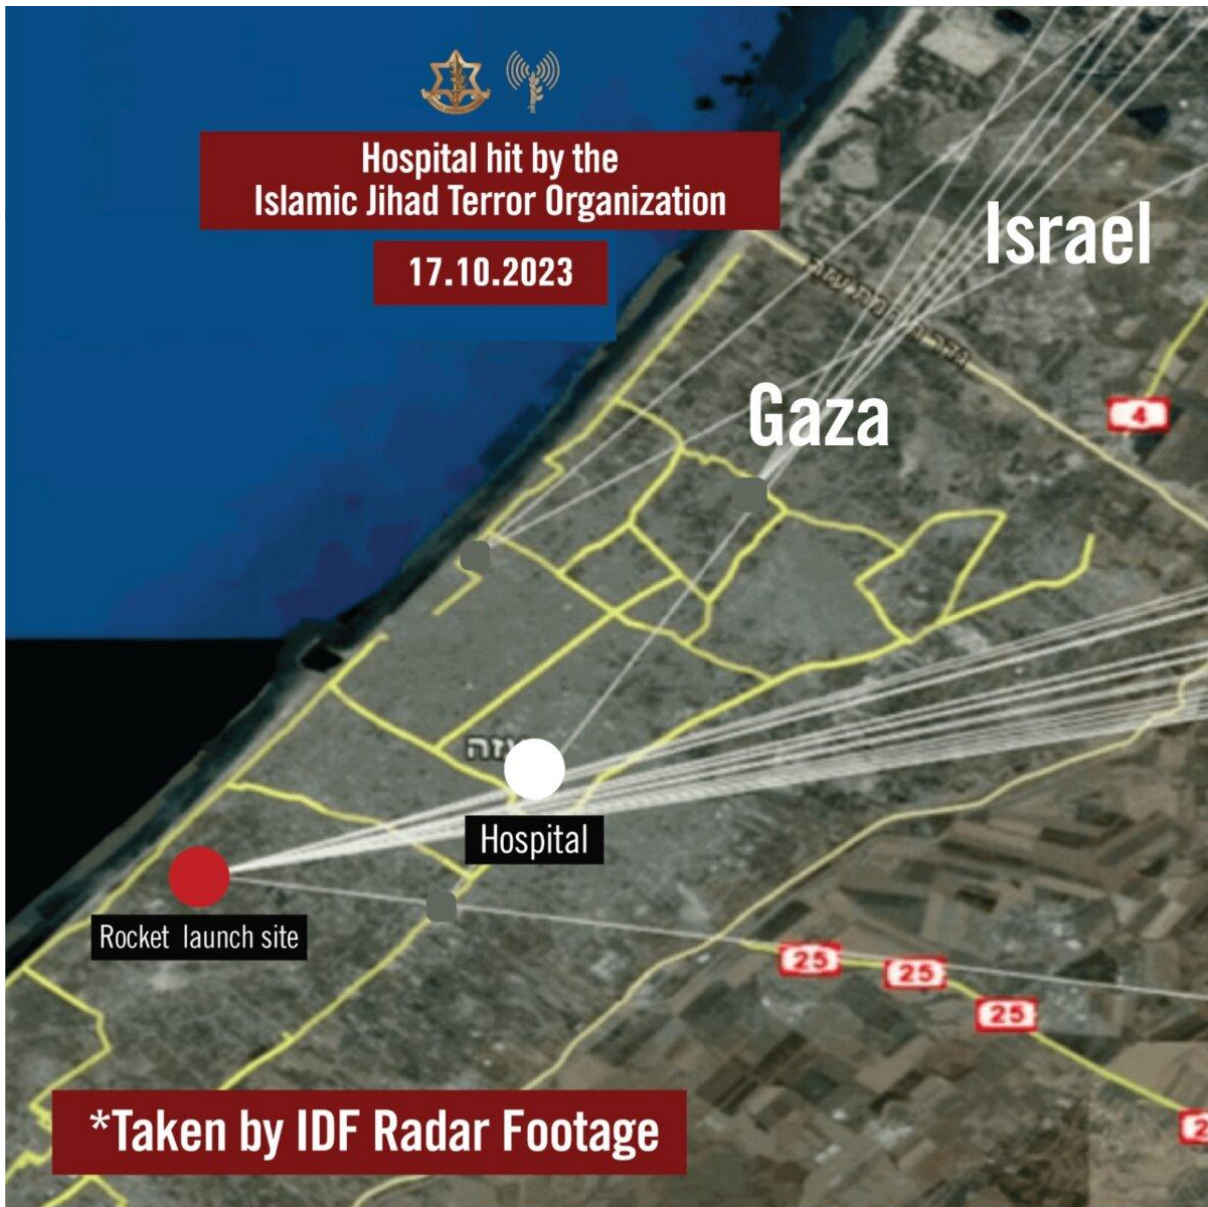 Hospital hit by the
Islamic Jihad Terror Organization
17.10.2023
Israel
Gaza
4
עזה
Hospital
Rocket launch site
25
25
25
*Taken by IDF Radar Footage